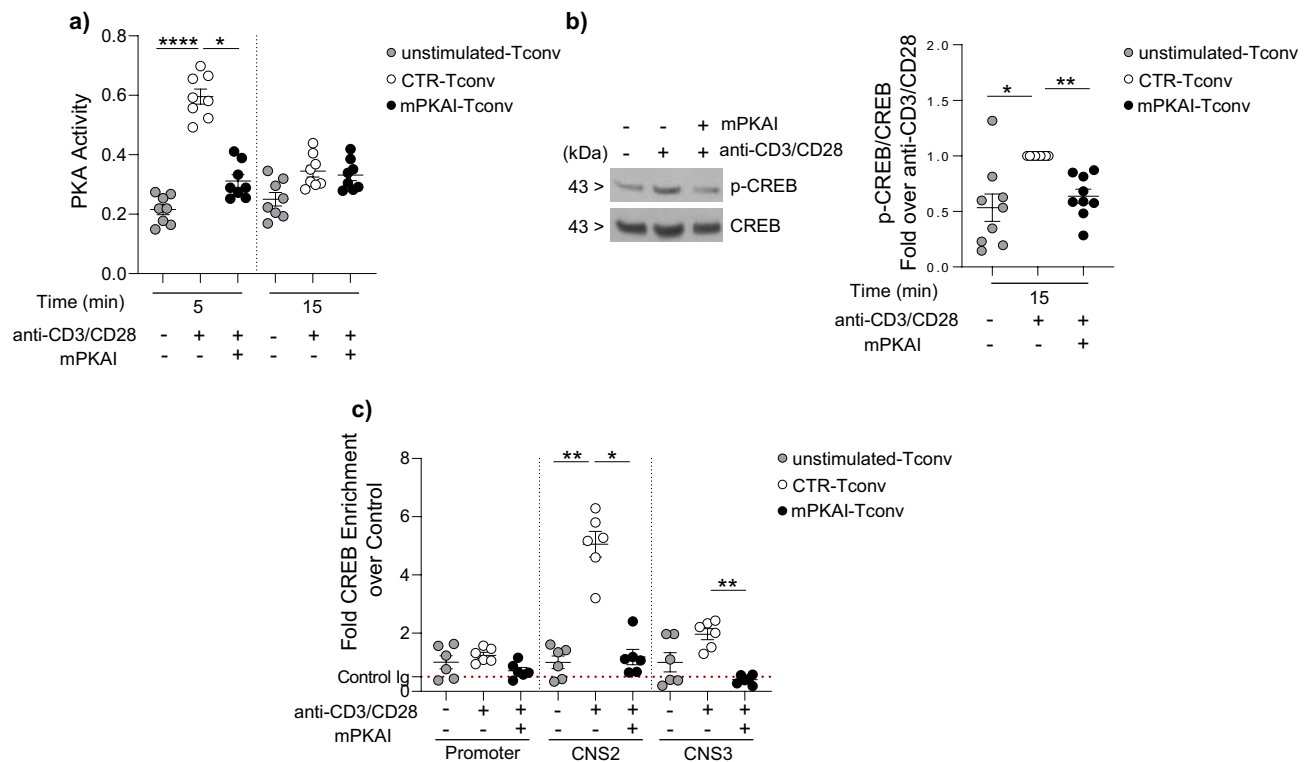 a)
PKA Activity
0.8
0.6
0.4
0.2
0.0
**** *
unstimulated-Tconv
CTR-Tconv
mPKAI-Tconv
Time (min) 5 15
anti-CD3/CD28 - + + - + +
mPKAI - - + - - +
b)
- - + mPKAI
(kDa) - + + anti-CD3/CD28
43 > p-CREB
43 > CREB
p-CREB/CREB
Fold over anti-CD3/CD28
2.0
1.5
1.0
0.5
0.0
* **
unstimulated-Tconv
CTR-Tconv
mPKAI-Tconv
Time (min) 15
anti-CD3/CD28 - + +
mPKAI - - +
c)
Fold CREB Enrichment
over Control
8
6
4
2
Control Ig
0
** *
**
unstimulated-Tconv
CTR-Tconv
mPKAI-Tconv
anti-CD3/CD28 - + + - + + - + +
mPKAI - - + - - + - - +
Promoter CNS2 CNS3